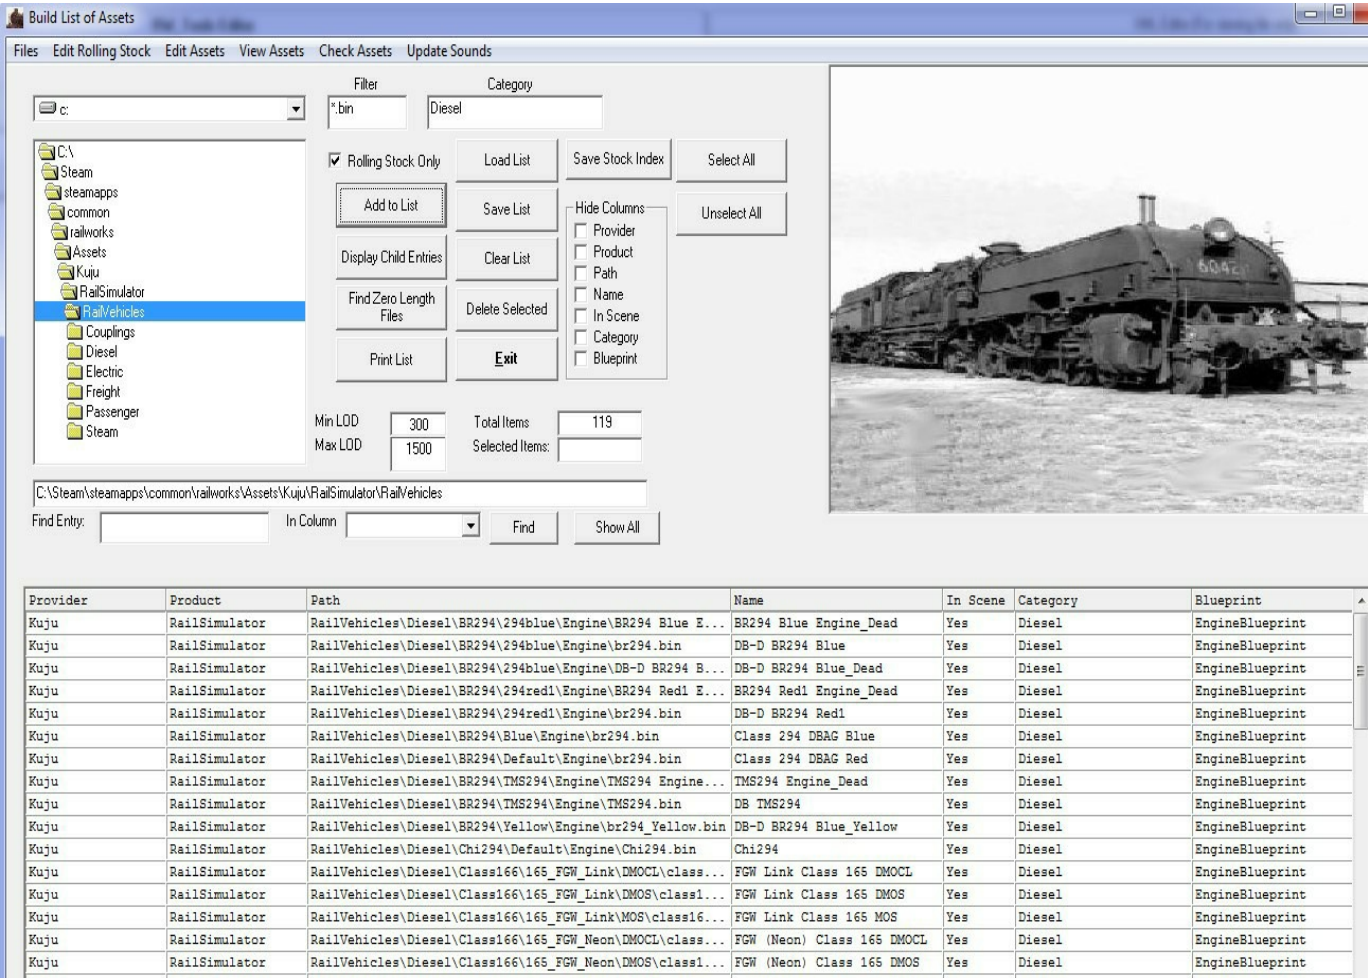 Build List of Assets
Files Edit Rolling Stock Edit Assets View Assets Check Assets Update Sounds
Filter Category
c: *.bin Diesel
C:\
Steam
steamapps
common
railworks
Assets
Kuju
RailSimulator
RailVehicles
Couplings
Diesel
Electric
Freight
Passenger
Steam
Rolling Stock Only Load List Save Stock Index Select All
Add to List Save List Unselect All
Display Child Entries Clear List
Find Zero Length Files Delete Selected
Print List Exit
Hide Columns
Provider
Product
Path
Name
In Scene
Category
Blueprint
Min LOD 300 Total Items 119
Max LOD 1500 Selected Items:
C:\Steam\steamapps\common\railworks\Assets\Kuju\RailSimulator\RailVehicles
Find Entry: In Column Find Show All
Provider Product Path Name In Scene Category Blueprint
Kuju RailSimulator RailVehicles\Diesel\BR294\294blue\Engine\BR294 Blue E... BR294 Blue Engine_Dead Yes Diesel EngineBlueprint
Kuju RailSimulator RailVehicles\Diesel\BR294\294blue\Engine\br294.bin DB-D BR294 Blue Yes Diesel EngineBlueprint
Kuju RailSimulator RailVehicles\Diesel\BR294\294blue\Engine\DB-D BR294 B... DB-D BR294 Blue_Dead Yes Diesel EngineBlueprint
Kuju RailSimulator RailVehicles\Diesel\BR294\294red1\Engine\BR294 Red1 E... BR294 Red1 Engine_Dead Yes Diesel EngineBlueprint
Kuju RailSimulator RailVehicles\Diesel\BR294\294red1\Engine\br294.bin DB-D BR294 Red1 Yes Diesel EngineBlueprint
Kuju RailSimulator RailVehicles\Diesel\BR294\Blue\Engine\br294.bin Class 294 DBAG Blue Yes Diesel EngineBlueprint
Kuju RailSimulator RailVehicles\Diesel\BR294\Default\Engine\br294.bin Class 294 DBAG Red Yes Diesel EngineBlueprint
Kuju RailSimulator RailVehicles\Diesel\BR294\TMS294\Engine\TMS294 Engine... TMS294 Engine_Dead Yes Diesel EngineBlueprint
Kuju RailSimulator RailVehicles\Diesel\BR294\TMS294\Engine\TMS294.bin DB TMS294 Yes Diesel EngineBlueprint
Kuju RailSimulator RailVehicles\Diesel\BR294\Yellow\Engine\br294_Yellow.bin DB-D BR294 Blue_Yellow Yes Diesel EngineBlueprint
Kuju RailSimulator RailVehicles\Diesel\Chi294\Default\Engine\Chi294.bin Chi294 Yes Diesel EngineBlueprint
Kuju RailSimulator RailVehicles\Diesel\Class166\165_FGW_Link\DMOCL\class... FGW Link Class 165 DMOCL Yes Diesel EngineBlueprint
Kuju RailSimulator RailVehicles\Diesel\Class166\165_FGW_Link\DMOS\class1... FGW Link Class 165 DMOS Yes Diesel EngineBlueprint
Kuju RailSimulator RailVehicles\Diesel\Class166\165_FGW_Link\MOS\class16... FGW Link Class 165 MOS Yes Diesel EngineBlueprint
Kuju RailSimulator RailVehicles\Diesel\Class166\165_FGW_Neon\DMOCL\class... FGW (Neon) Class 165 DMOCL Yes Diesel EngineBlueprint
Kuju RailSimulator RailVehicles\Diesel\Class166\165_FGW_Neon\DMOS\class1... FGW (Neon) Class 165 DMOS Yes Diesel EngineBlueprint